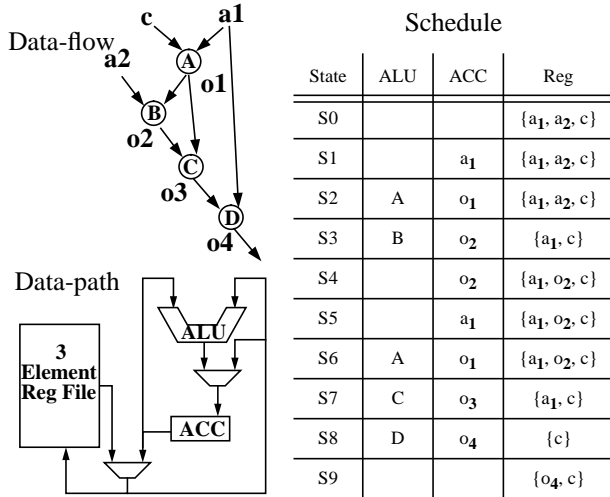 Data-flow
c
a1
A
a2
o1
B
o2
C
o3
D
o4
Data-path
ALU
3
Element
Reg File
ACC
Schedule
State ALU ACC Reg
S0 {a1, a2, c}
S1 a1 {a1, a2, c}
S2 A o1 {a1, a2, c}
S3 B o2 {a1, c}
S4 o2 {a1, o2, c}
S5 a1 {a1, o2, c}
S6 A o1 {a1, o2, c}
S7 C o3 {a1, c}
S8 D o4 {c}
S9 {o4, c}